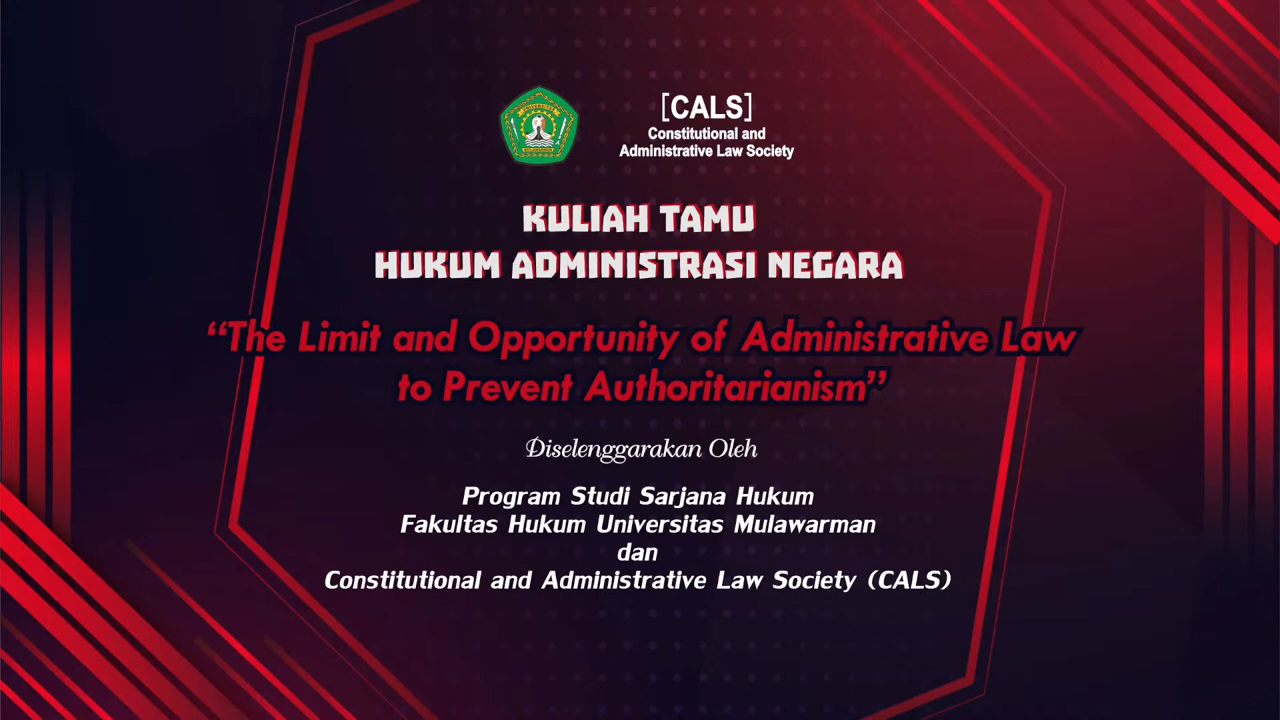 UNIVERSITAS
MULAWARMAN
[CALS]
Constitutional and
Administrative Law Society
KULIAH TAMU
HUKUM ADMINISTRASI NEGARA
“The Limit and Opportunity of Administrative Law
to Prevent Authoritarianism”
Diselenggarakan Oleh
Program Studi Sarjana Hukum
Fakultas Hukum Universitas Mulawarman
dan
Constitutional and Administrative Law Society (CALS)